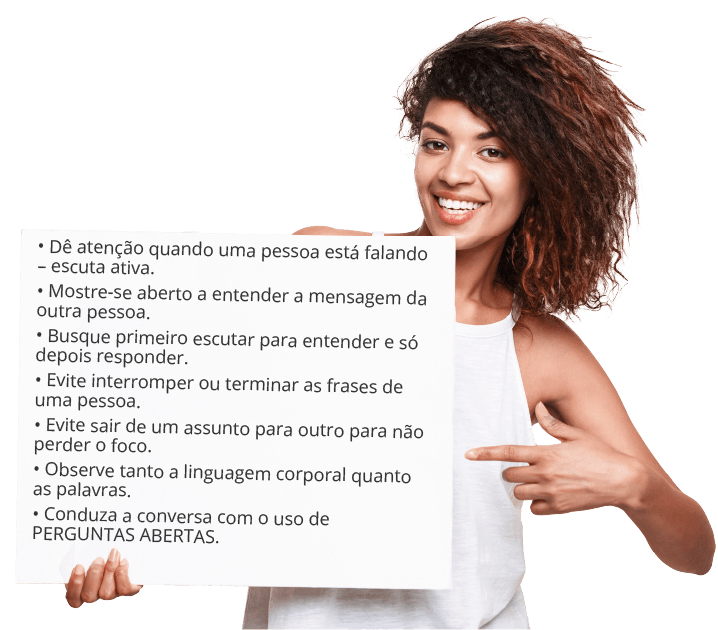 • Dê atenção quando uma pessoa está falando
– escuta ativa.
• Mostre-se aberto a entender a mensagem da
outra pessoa.
• Busque primeiro escutar para entender e só
depois responder.
• Evite interromper ou terminar as frases de
uma pessoa.
• Evite sair de um assunto para outro para não
perder o foco.
• Observe tanto a linguagem corporal quanto
as palavras.
• Conduza a conversa com o uso de
PERGUNTAS ABERTAS.